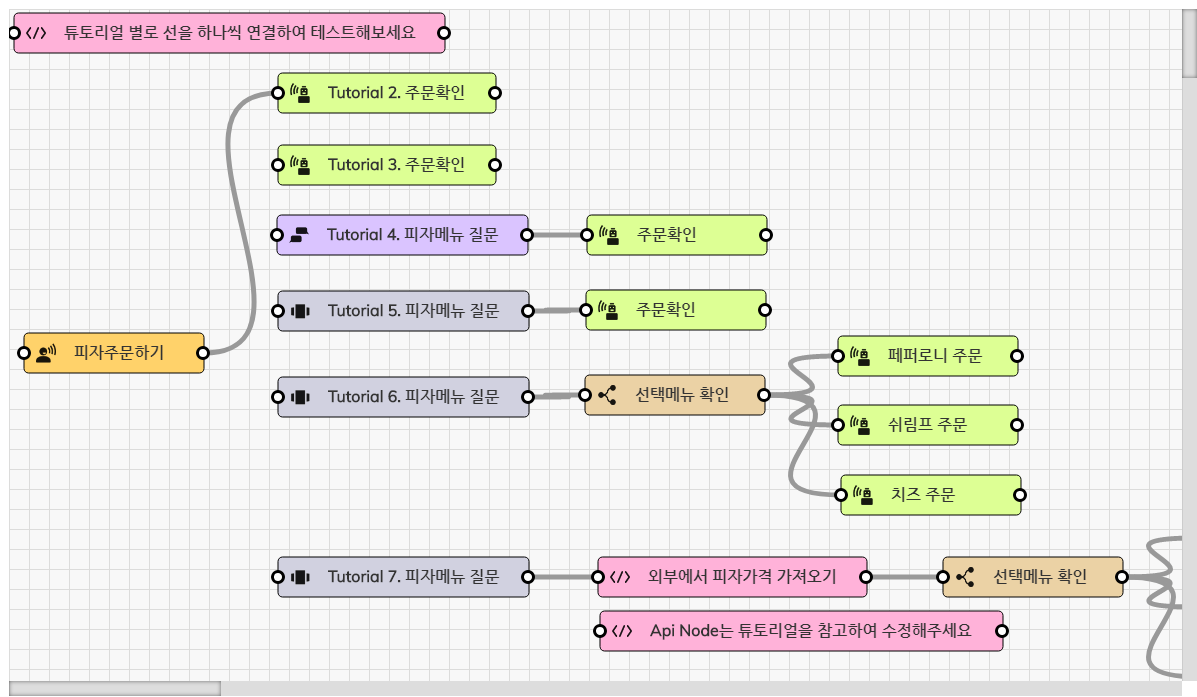 튜토리얼 별로 선을 하나씩 연결하여 테스트해보세요
Tutorial 2. 주문확인
Tutorial 3. 주문확인
Tutorial 4. 피자메뉴 질문
주문확인
Tutorial 5. 피자메뉴 질문
주문확인
피자주문하기
페퍼로니 주문
Tutorial 6. 피자메뉴 질문
선택메뉴 확인
쉬림프 주문
치즈 주문
Tutorial 7. 피자메뉴 질문
외부에서 피자가격 가져오기
선택메뉴 확인
Api Node는 튜토리얼을 참고하여 수정해주세요